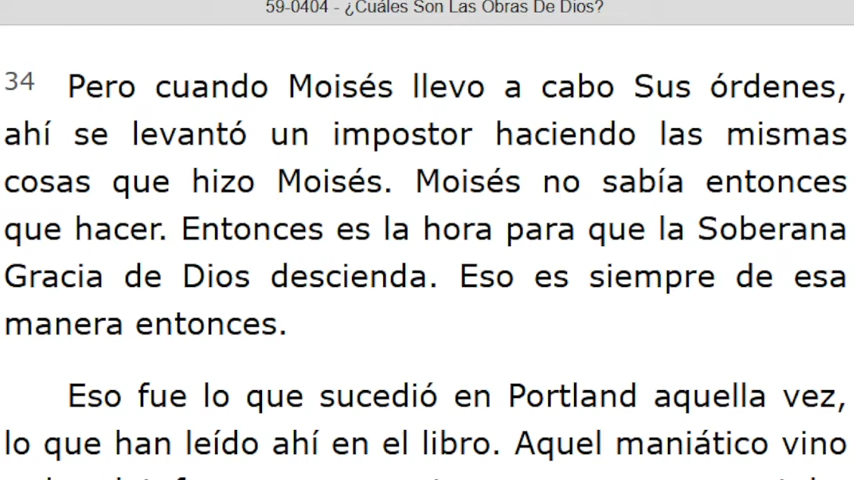 59-0404 - ¿Cuáles Son Las Obras De Dios?
34 Pero cuando Moisés llevo a cabo Sus órdenes,
ahí se levantó un impostor haciendo las mismas
cosas que hizo Moisés. Moisés no sabía entonces
que hacer. Entonces es la hora para que la Soberana
Gracia de Dios descienda. Eso es siempre de esa
manera entonces.
Eso fue lo que sucedió en Portland aquella vez,
lo que han leído ahí en el libro. Aquel maniático vino